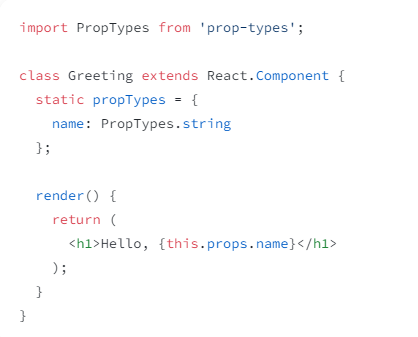 import PropTypes from 'prop-types';

class Greeting extends React.Component {
  static propTypes = {
    name: PropTypes.string
  };

  render() {
    return (
      <h1>Hello, {this.props.name}</h1>
    );
  }
}